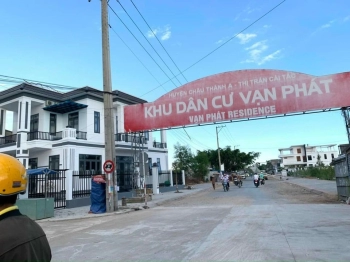 HUYỆN CHÂU THÀNH A - THỊ TRẤN CÁI TẮC
KHU DÂN CƯ VẠN PHÁT
VAN PHAT RESIDENCE